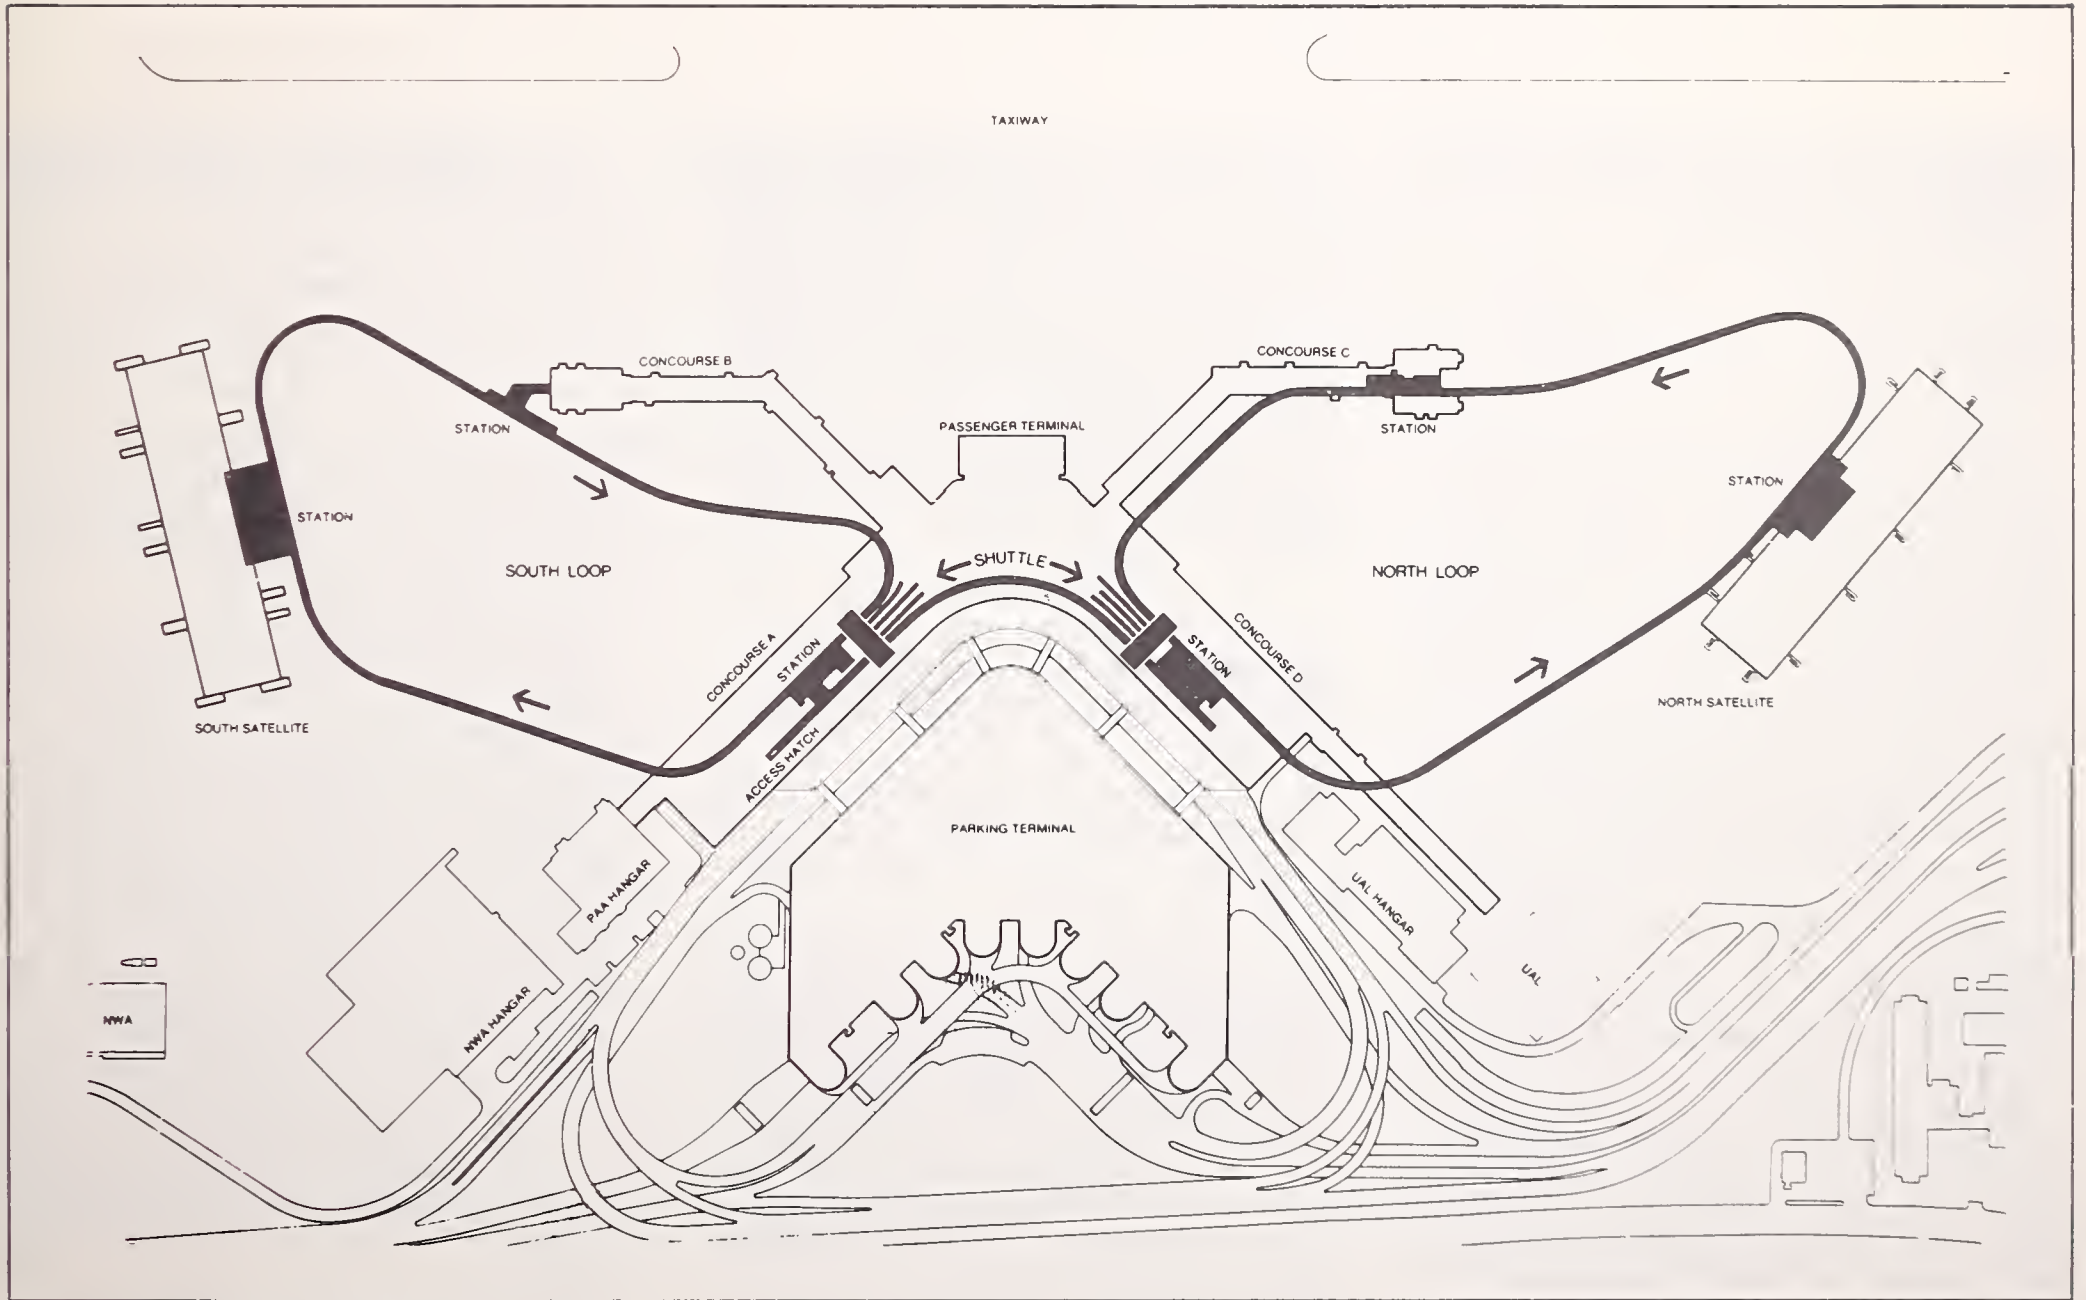 TAXIWAY
CONCOURSE B
CONCOURSE C
STATION
PASSENGER TERMINAL
STATION
STATION
STATION
SOUTH LOOP
SHUTTLE
NORTH LOOP
CONCOURSE A
STATION
STATION
CONCOURSE D
SOUTH SATELLITE
NORTH SATELLITE
ACCESS HATCH
PARKING TERMINAL
PAA HANGAR
UAL HANGAR
UAL
NWA
NWA HANGAR